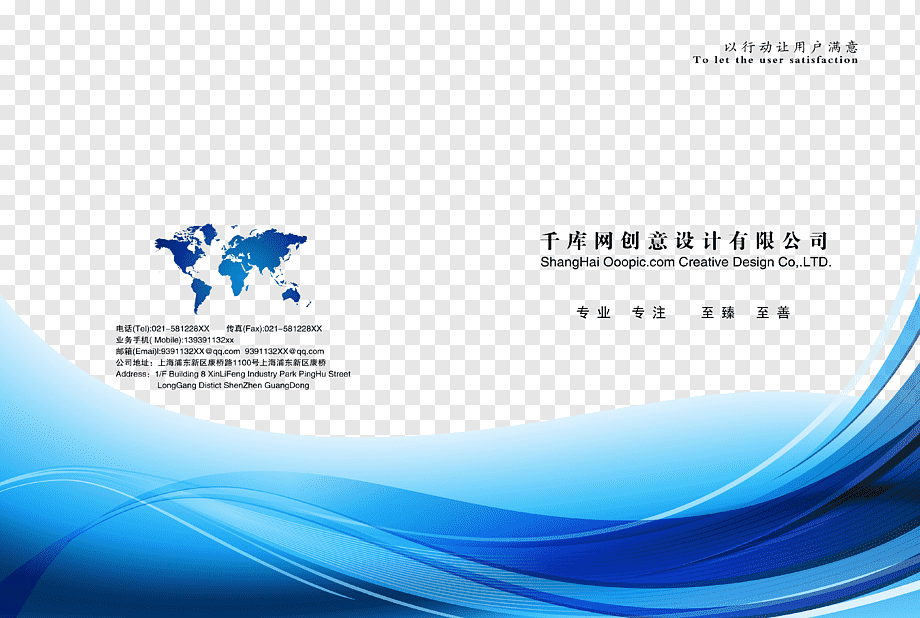 以行动让用户满意
To let the user satisfaction
千库网创意设计有限公司
ShangHai Ooopic.com Creative Design Co,.LTD.
专业 专注 至臻 至善
电话(Tel):021-581228XX 传真(Fax):021-581228XX
业务手机( Mobile):139391132xx
邮箱(Email:9391132XX@qq.com 9391132XX@qq.com
公司地址：上海浦东新区康桥路1100号上海浦东新区康桥
Address：1/F Building 8 XinLiFeng Industry Park PingHu Street
LongGang Distict ShenZhen GuangDong